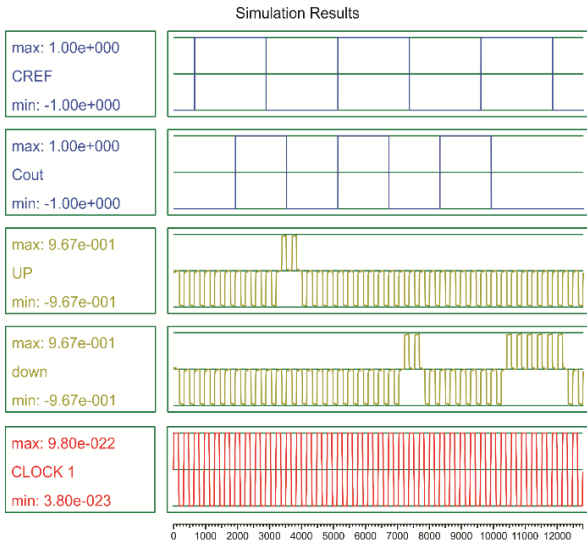 Simulation Results
max: 1.00e+000
CREF
min: -1.00e+000
max: 1.00e+000
Cout
min: -1.00e+000
max: 9.67e-001
UP
min: -9.67e-001
max: 9.67e-001
down
min: -9.67e-001
max: 9.80e-022
CLOCK 1
min: 3.80e-023
0 1000 2000 3000 4000 5000 6000 7000 8000 9000 10000 11000 12000